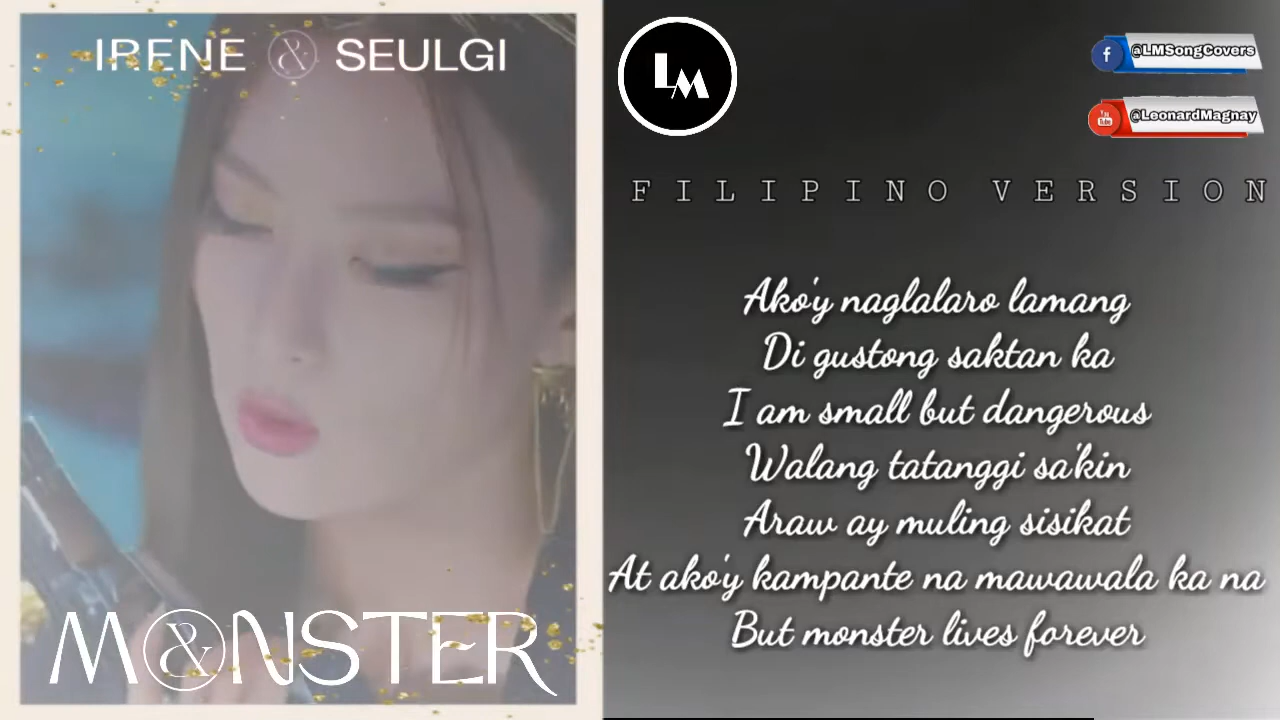 IRENE & SEULGI
M&NSTER
LM
@LMSongCovers
You Tube
@LeonardMagnay
FILIPINO VERSION
Ako'y naglalaro lamang
Di gustong saktan ka
I am small but dangerous
Walang tatanggi sa'kin
Araw ay muling sisikat
At ako'y kampante na mawawala ka na
But monster lives forever